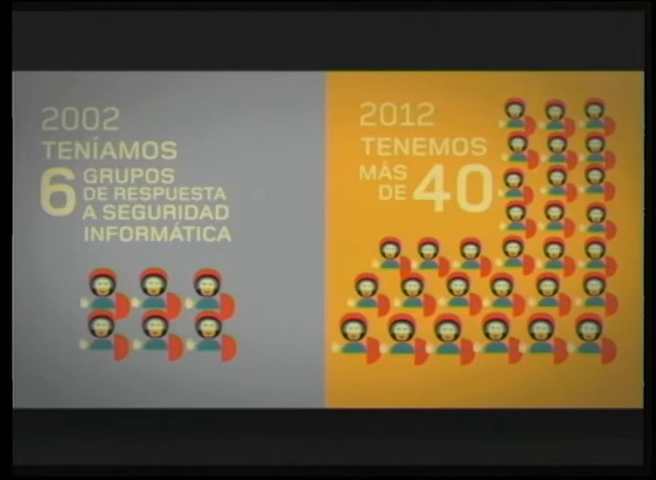 2002
TENÍAMOS
6 GRUPOS
DE RESPUESTA
A SEGURIDAD
INFORMÁTICA
2012
TENEMOS
MÁS
DE 40